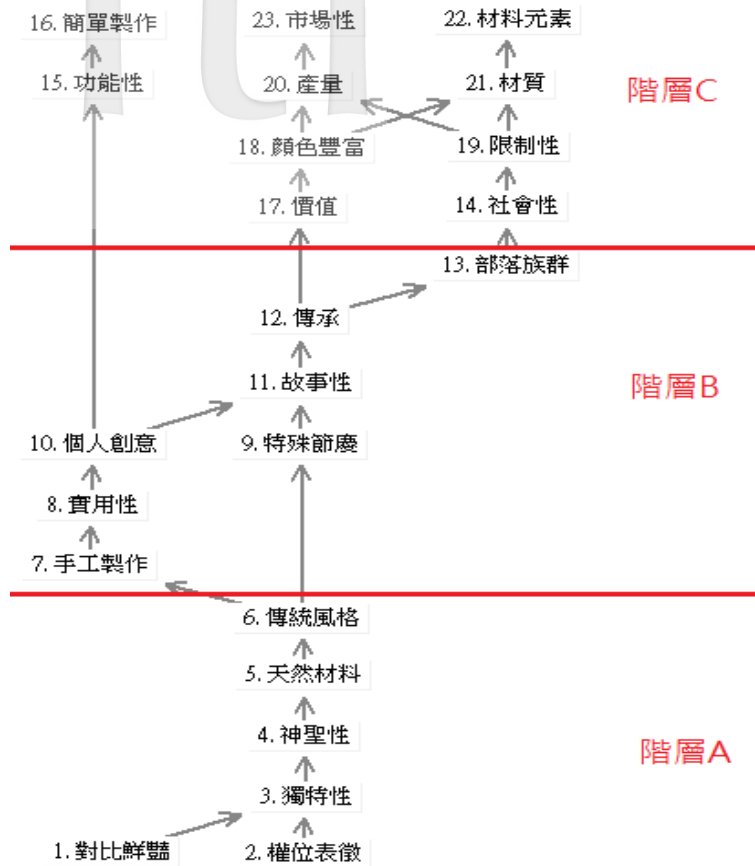 16. 簡單製作
23. 市場性
22. 材料元素
15. 功能性
20. 產量
21. 材質
階層C
18. 顏色豐富
19. 限制性
17. 價值
14. 社會性
13. 部落族群
12. 傳承
11. 故事性
階層B
10. 個人創意
9. 特殊節慶
8. 實用性
7. 手工製作
6. 傳統風格
5. 天然材料
4. 神聖性
階層A
3. 獨特性
1. 對比鮮豔
2. 權位表徵